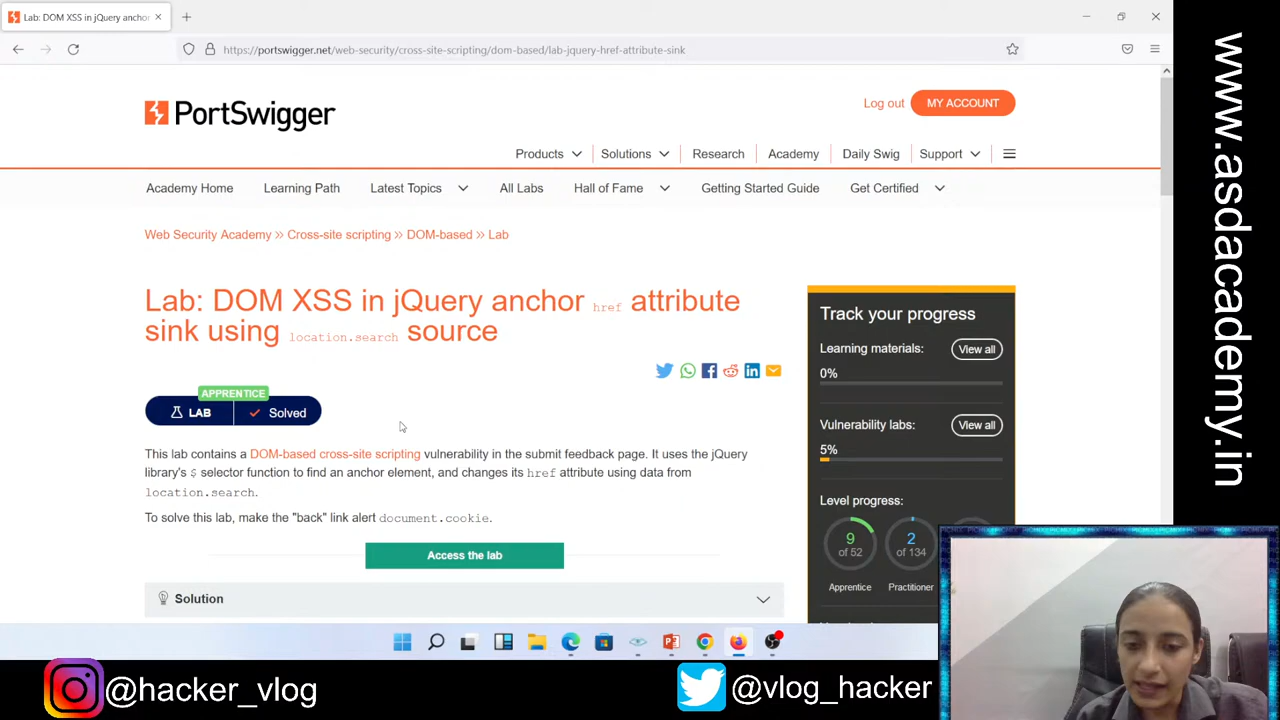 Lab: DOM XSS in jQuery anchor
https://portswigger.net/web-security/cross-site-scripting/dom-based/lab-jquery-href-attribute-sink
PortSwigger
Log out
MY ACCOUNT
Products
Solutions
Research
Academy
Daily Swig
Support
Academy Home
Learning Path
Latest Topics
All Labs
Hall of Fame
Getting Started Guide
Get Certified
Web Security Academy » Cross-site scripting » DOM-based » Lab
Lab: DOM XSS in jQuery anchor href attribute
sink using location.search source
APPRENTICE
LAB
Solved
This lab contains a DOM-based cross-site scripting vulnerability in the submit feedback page. It uses the jQuery
library's $ selector function to find an anchor element, and changes its href attribute using data from
location.search.
To solve this lab, make the "back" link alert document.cookie.
Access the lab
Solution
Track your progress
Learning materials:
View all
0%
Vulnerability labs:
View all
5%
Level progress:
9
of 52
2
of 134
Apprentice
Practitioner
@hacker_vlog
@vlog_hacker
www.asdacademy.in